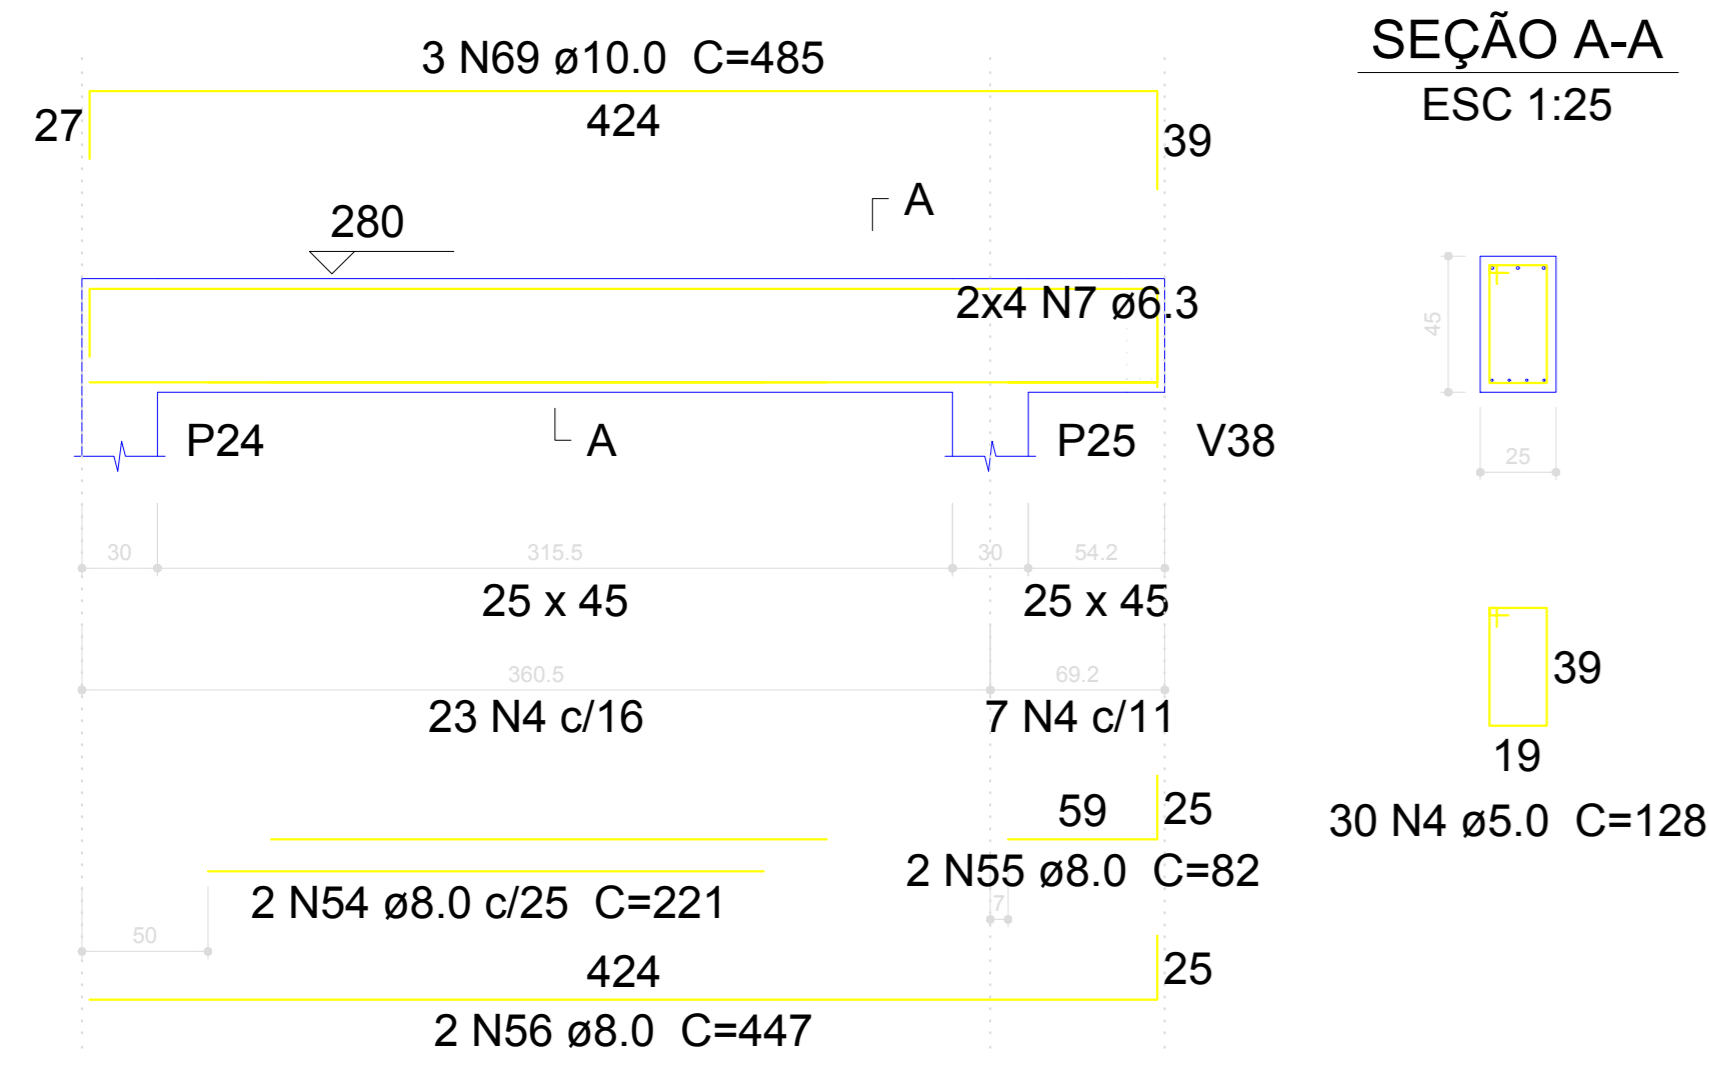 3 N69 ø10.0 C=485
27
424
39
280
A
2x4 N7 ø6.3
P24
A
P25
V38
30
315.5
30
54.2
25 x 45
25 x 45
360.5
69.2
23 N4 c/16
7 N4 c/11
59
25
2 N55 ø8.0 C=82
2 N54 ø8.0 c/25 C=221
7
50
424
25
2 N56 ø8.0 C=447
SEÇÃO A-A
ESC 1:25
45
25
39
19
30 N4 ø5.0 C=128